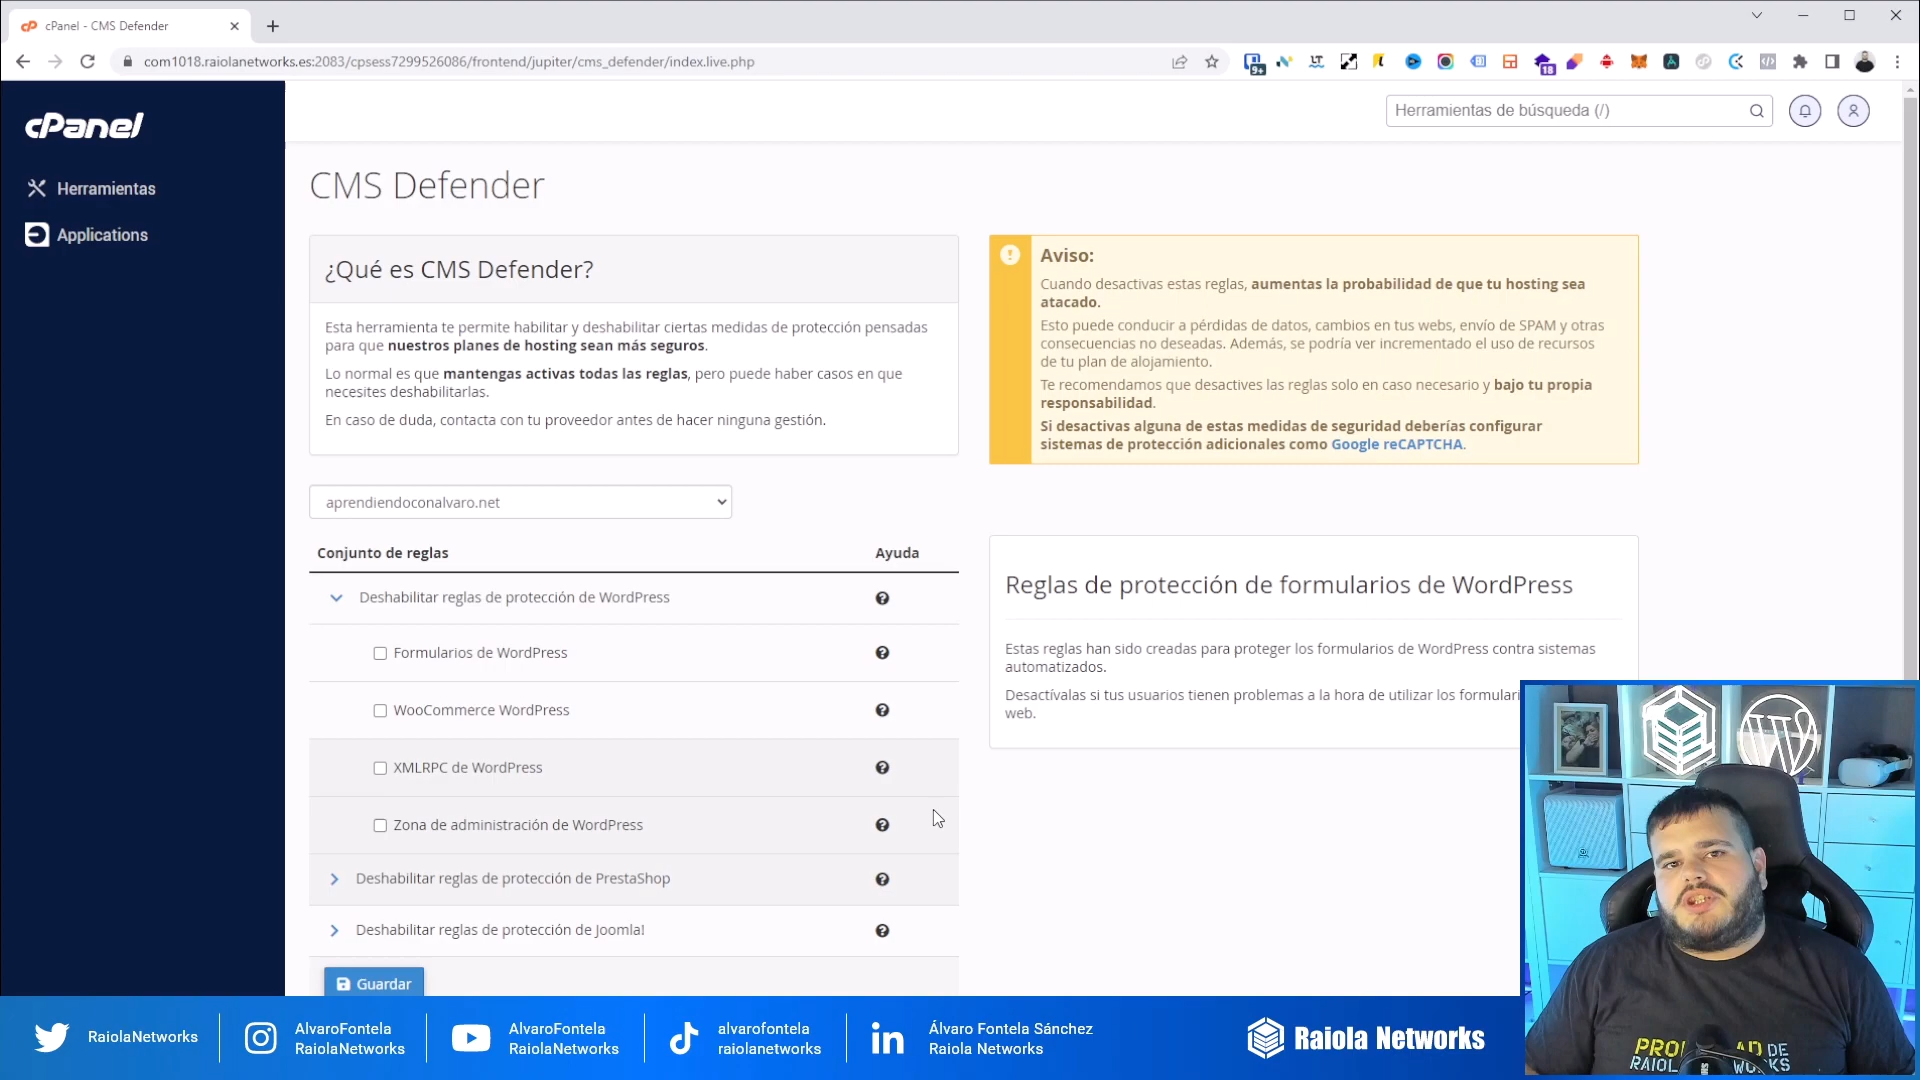 cPanel - CMS Defender
com1018.raiolanetworks.es:2083/cpsess7299526086/frontend/jupiter/cms_defender/index.live.php
9+
LT
18
cPanel
Herramientas de búsqueda (/)
Herramientas
Applications
CMS Defender
¿Qué es CMS Defender?
Esta herramienta te permite habilitar y deshabilitar ciertas medidas de protección pensadas
para que nuestros planes de hosting sean más seguros.
Lo normal es que mantengas activas todas las reglas, pero puede haber casos en que
necesites deshabilitarlas.
En caso de duda, contacta con tu proveedor antes de hacer ninguna gestión.
Aviso:
Cuando desactivas estas reglas, aumentas la probabilidad de que tu hosting sea
atacado.
Esto puede conducir a pérdidas de datos, cambios en tus webs, envío de SPAM y otras
consecuencias no deseadas. Además, se podría ver incrementado el uso de recursos
de tu plan de alojamiento.
Te recomendamos que desactives las reglas solo en caso necesario y bajo tu propia
responsabilidad.
Si desactivas alguna de estas medidas de seguridad deberías configurar
sistemas de protección adicionales como Google reCAPTCHA.
aprendiendoconalvaro.net
Conjunto de reglas
Ayuda
Deshabilitar reglas de protección de WordPress
Formularios de WordPress
WooCommerce WordPress
XMLRPC de WordPress
Zona de administración de WordPress
Deshabilitar reglas de protección de PrestaShop
Deshabilitar reglas de protección de Joomla!
Guardar
Reglas de protección de formularios de WordPress
Estas reglas han sido creadas para proteger los formularios de WordPress contra sistemas
automatizados.
Desactívalas si tus usuarios tienen problemas a la hora de utilizar los formulari
web.
RaiolaNetworks
AlvaroFontela
RaiolaNetworks
AlvaroFontela
RaiolaNetworks
alvarofontela
raiolanetworks
Álvaro Fontela Sánchez
Raiola Networks
Raiola Networks
DE